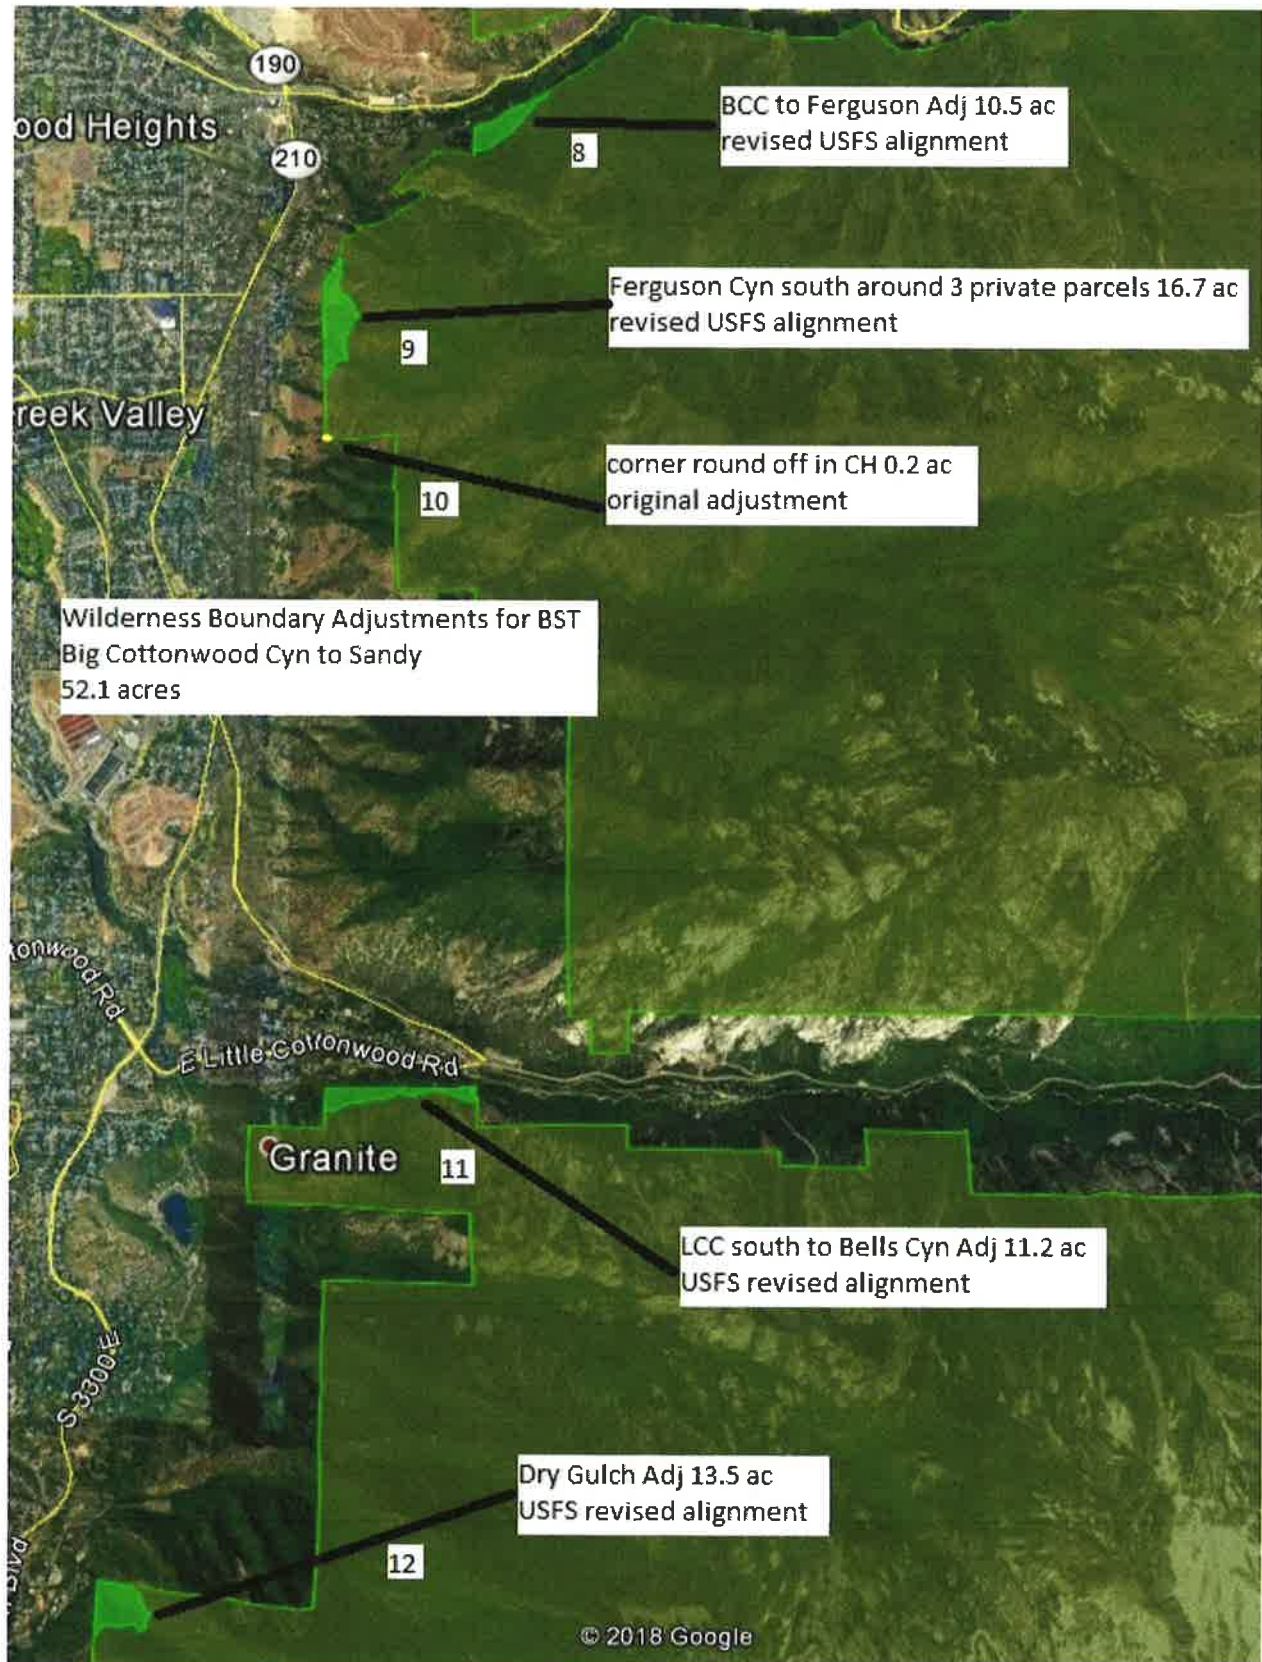 190
ood Heights
210
BCC to Ferguson Adj 10.5 ac
revised USFS alignment
8
Ferguson Cyn south around 3 private parcels 16.7 ac
revised USFS alignment
9
reek Valley
corner round off in CH 0.2 ac
original adjustment
10
Wilderness Boundary Adjustments for BST
Big Cottonwood Cyn to Sandy
52.1 acres
tonwood Rd
E Little Cottonwood Rd
Granite
11
LCC south to Bells Cyn Adj 11.2 ac
USFS revised alignment
S 3300 E
Dry Gulch Adj 13.5 ac
USFS revised alignment
12
Blvd
© 2018 Google